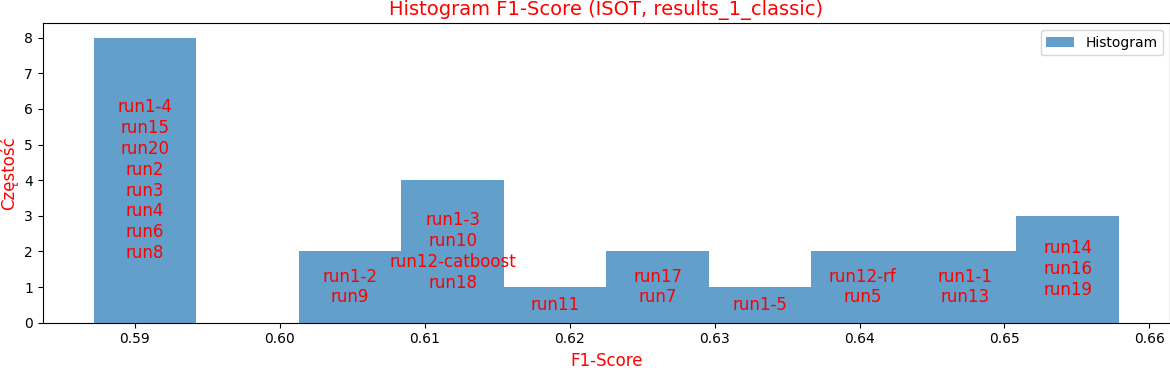 Histogram F1-Score (ISOT, results_1_classic)
Histogram
Częstość
8
7
6
5
4
3
2
1
0
run1-4
run15
run20
run2
run3
run4
run6
run8
run1-2
run9
run1-3
run10
run12-catboost
run18
run11
run17
run7
run1-5
run12-rf
run5
run1-1
run13
run14
run16
run19
0.59
0.60
0.61
0.62
0.63
0.64
0.65
0.66
F1-Score